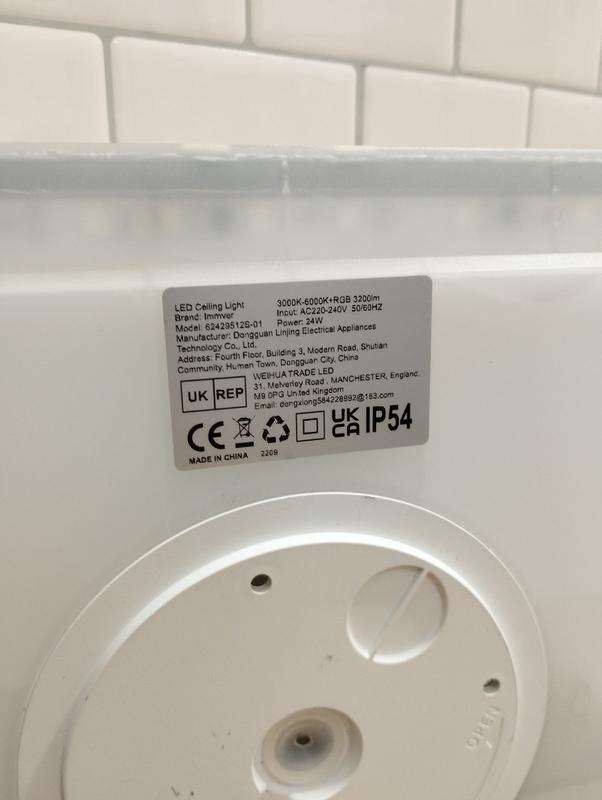 LED Ceiling Light 3000K-6000K+RGB 3200lm
Brand: Immver Input: AC220-240V 50/60HZ
Model: 62429512S-01 Power: 24W
Manufacturer: Dongguan Linjing Electrical Appliances
Technology Co., Ltd.
Address: Fourth Floor, Building 3, Modern Road, Shutian
Community, Humen Town, Dongguan City, China
WEIHUA TRADE LED
UK REP
31. Melverley Road . MANCHESTER, England.
M9 0PG United Kingdom
Email: dongxiong584228892@163.com
CE UK CA IP54
MADE IN CHINA 2209
OPEN